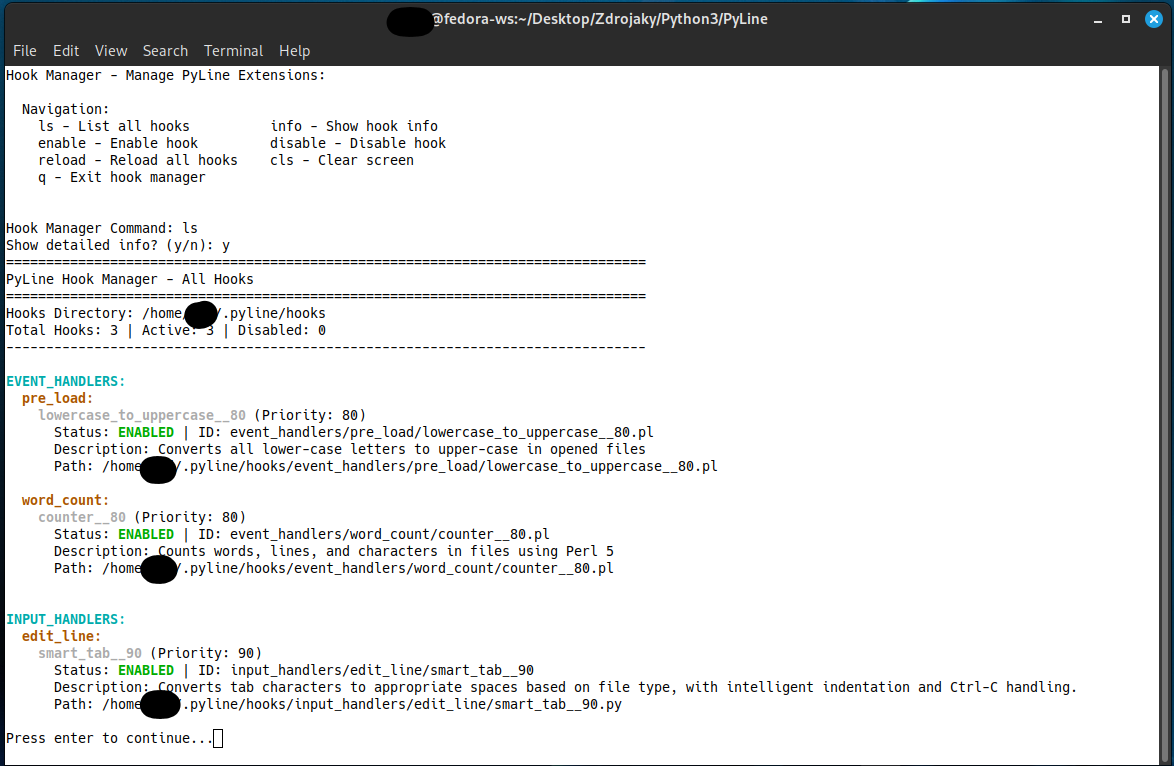 @fedora-ws:~/Desktop/Zdrojaky/Python3/PyLine
File Edit View Search Terminal Help
Hook Manager - Manage PyLine Extensions:
Navigation:
ls - List all hooks info - Show hook info
enable - Enable hook disable - Disable hook
reload - Reload all hooks cls - Clear screen
q - Exit hook manager
Hook Manager Command: ls
Show detailed info? (y/n): y
================================================================================
PyLine Hook Manager - All Hooks
================================================================================
Hooks Directory: /home/ /.pyline/hooks
Total Hooks: 3 | Active: 3 | Disabled: 0
--------------------------------------------------------------------------------
EVENT_HANDLERS:
pre_load:
lowercase_to_uppercase__80 (Priority: 80)
Status: ENABLED | ID: event_handlers/pre_load/lowercase_to_uppercase__80.pl
Description: Converts all lower-case letters to upper-case in opened files
Path: /home /.pyline/hooks/event_handlers/pre_load/lowercase_to_uppercase__80.pl
word_count:
counter__80 (Priority: 80)
Status: ENABLED | ID: event_handlers/word_count/counter__80.pl
Description: Counts words, lines, and characters in files using Perl 5
Path: /home /.pyline/hooks/event_handlers/word_count/counter__80.pl
INPUT_HANDLERS:
edit_line:
smart_tab__90 (Priority: 90)
Status: ENABLED | ID: input_handlers/edit_line/smart_tab__90
Description: Converts tab characters to appropriate spaces based on file type, with intelligent indentation and Ctrl-C handling.
Path: /home .pyline/hooks/input_handlers/edit_line/smart_tab__90.py
Press enter to continue...